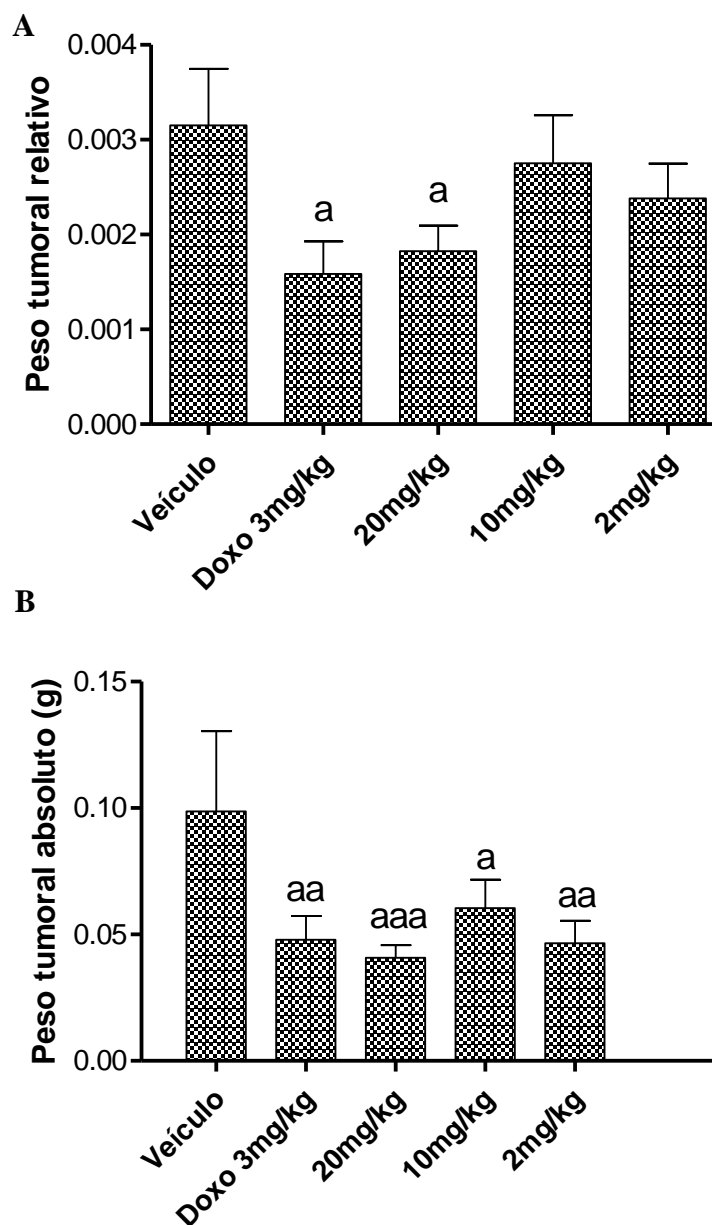 A
Peso tumoral relativo
0.004
0.003
0.002
0.001
0.000
a
a
Veículo
Doxo 3mg/kg
20mg/kg
10mg/kg
2mg/kg
B
Peso tumoral absoluto (g)
0.15
0.10
0.05
0.00
aa
aaa
a
aa
Veículo
Doxo 3mg/kg
20mg/kg
10mg/kg
2mg/kg